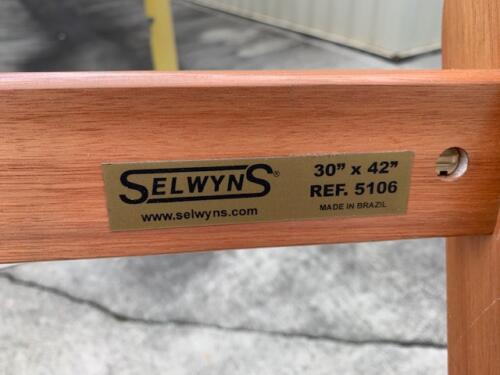 SELWYNS®
www.selwyns.com
30" x 42"
REF. 5106
MADE IN BRAZIL